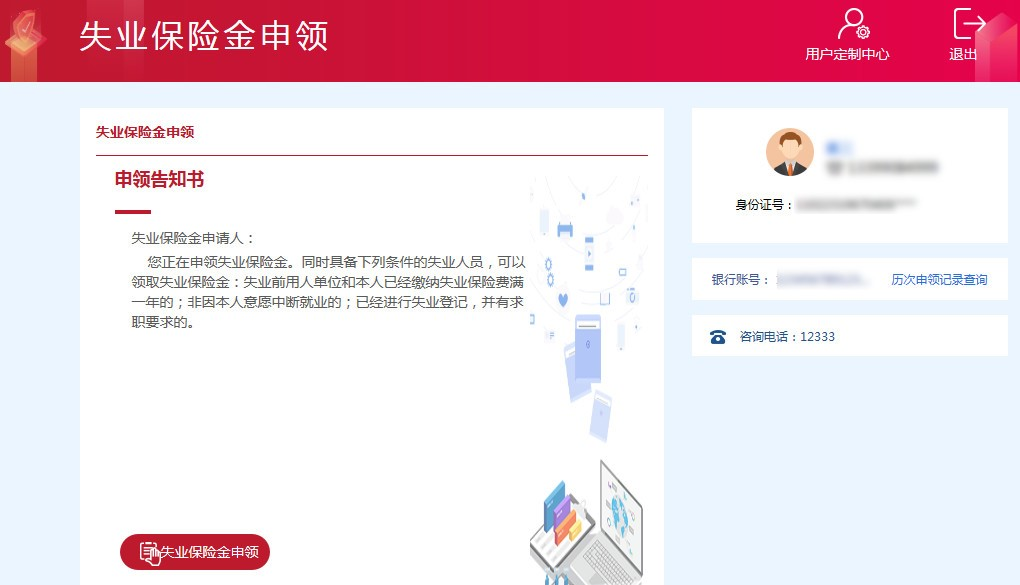 失业保险金申领
用户定制中心
退出
失业保险金申领
申领告知书
失业保险金申请人：
您正在申领失业保险金。同时具备下列条件的失业人员，可以
领取失业保险金：失业前用人单位和本人已经缴纳失业保险费满
一年的；非因本人意愿中断就业的；已经进行失业登记，并有求
职要求的。
失业保险金申领
身份证号：
银行账号：
历次申领记录查询
咨询电话：12333